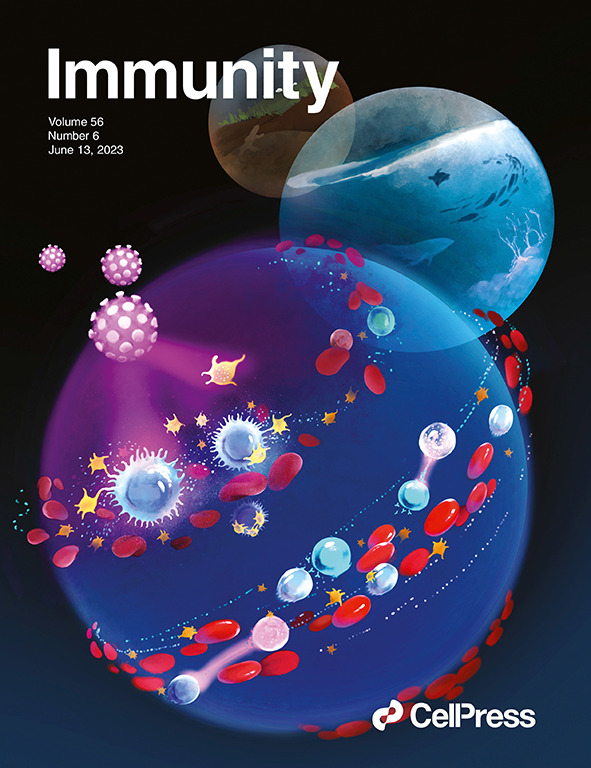 Immunity
Volume 56
Number 6
June 13, 2023
CellPress